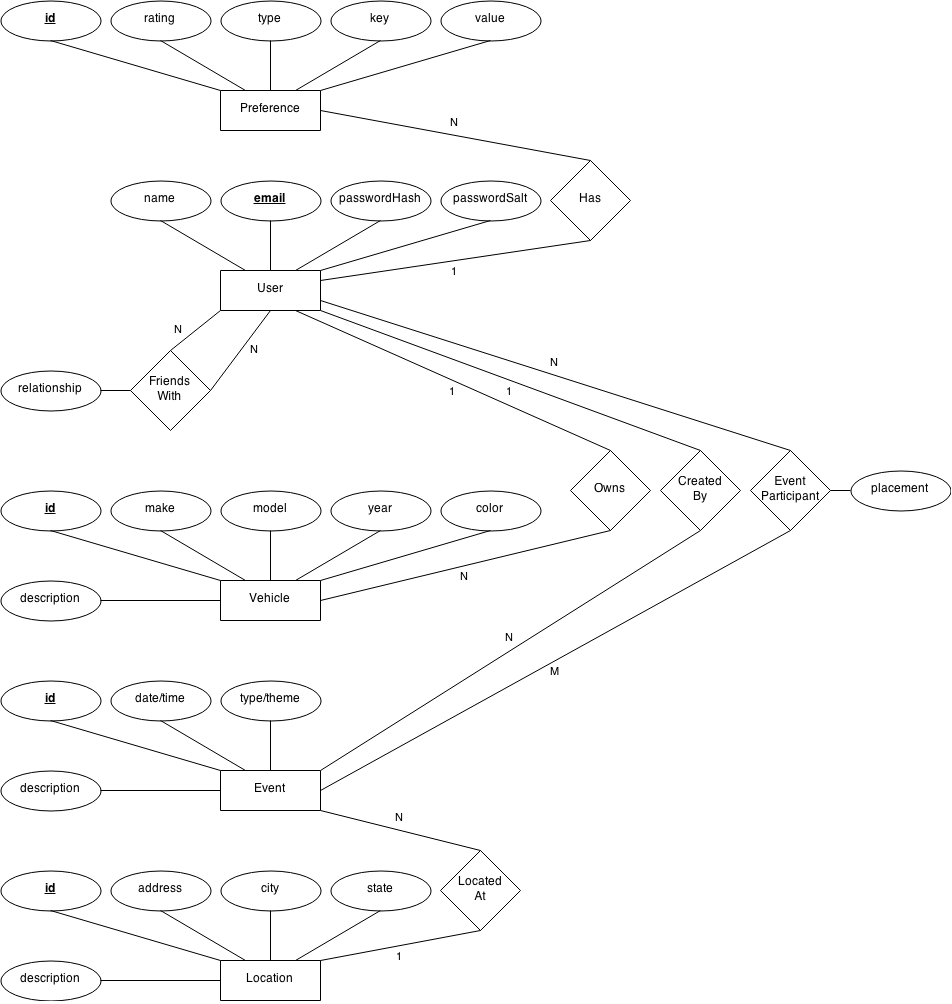 id
rating
type
key
value
Preference
N
name
email
passwordHash
passwordSalt
Has
1
User
N
N
N
relationship
Friends
With
1
1
Owns
Created
By
Event
Participant
placement
id
make
model
year
color
N
description
Vehicle
N
M
id
date/time
type/theme
description
Event
N
id
address
city
state
Located
At
1
description
Location